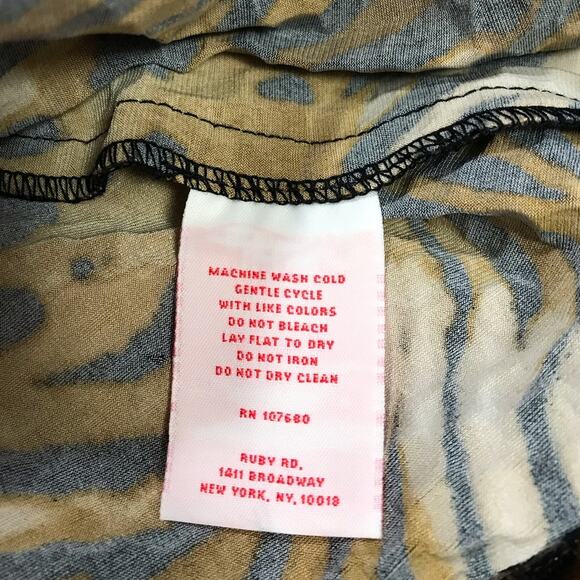 MACHINE WASH COLD
GENTLE CYCLE
WITH LIKE COLORS
DO NOT BLEACH
LAY FLAT TO DRY
DO NOT IRON
DO NOT DRY CLEAN
RN 107680
RUBY RD.
1411 BROADWAY
NEW YORK, NY, 10018